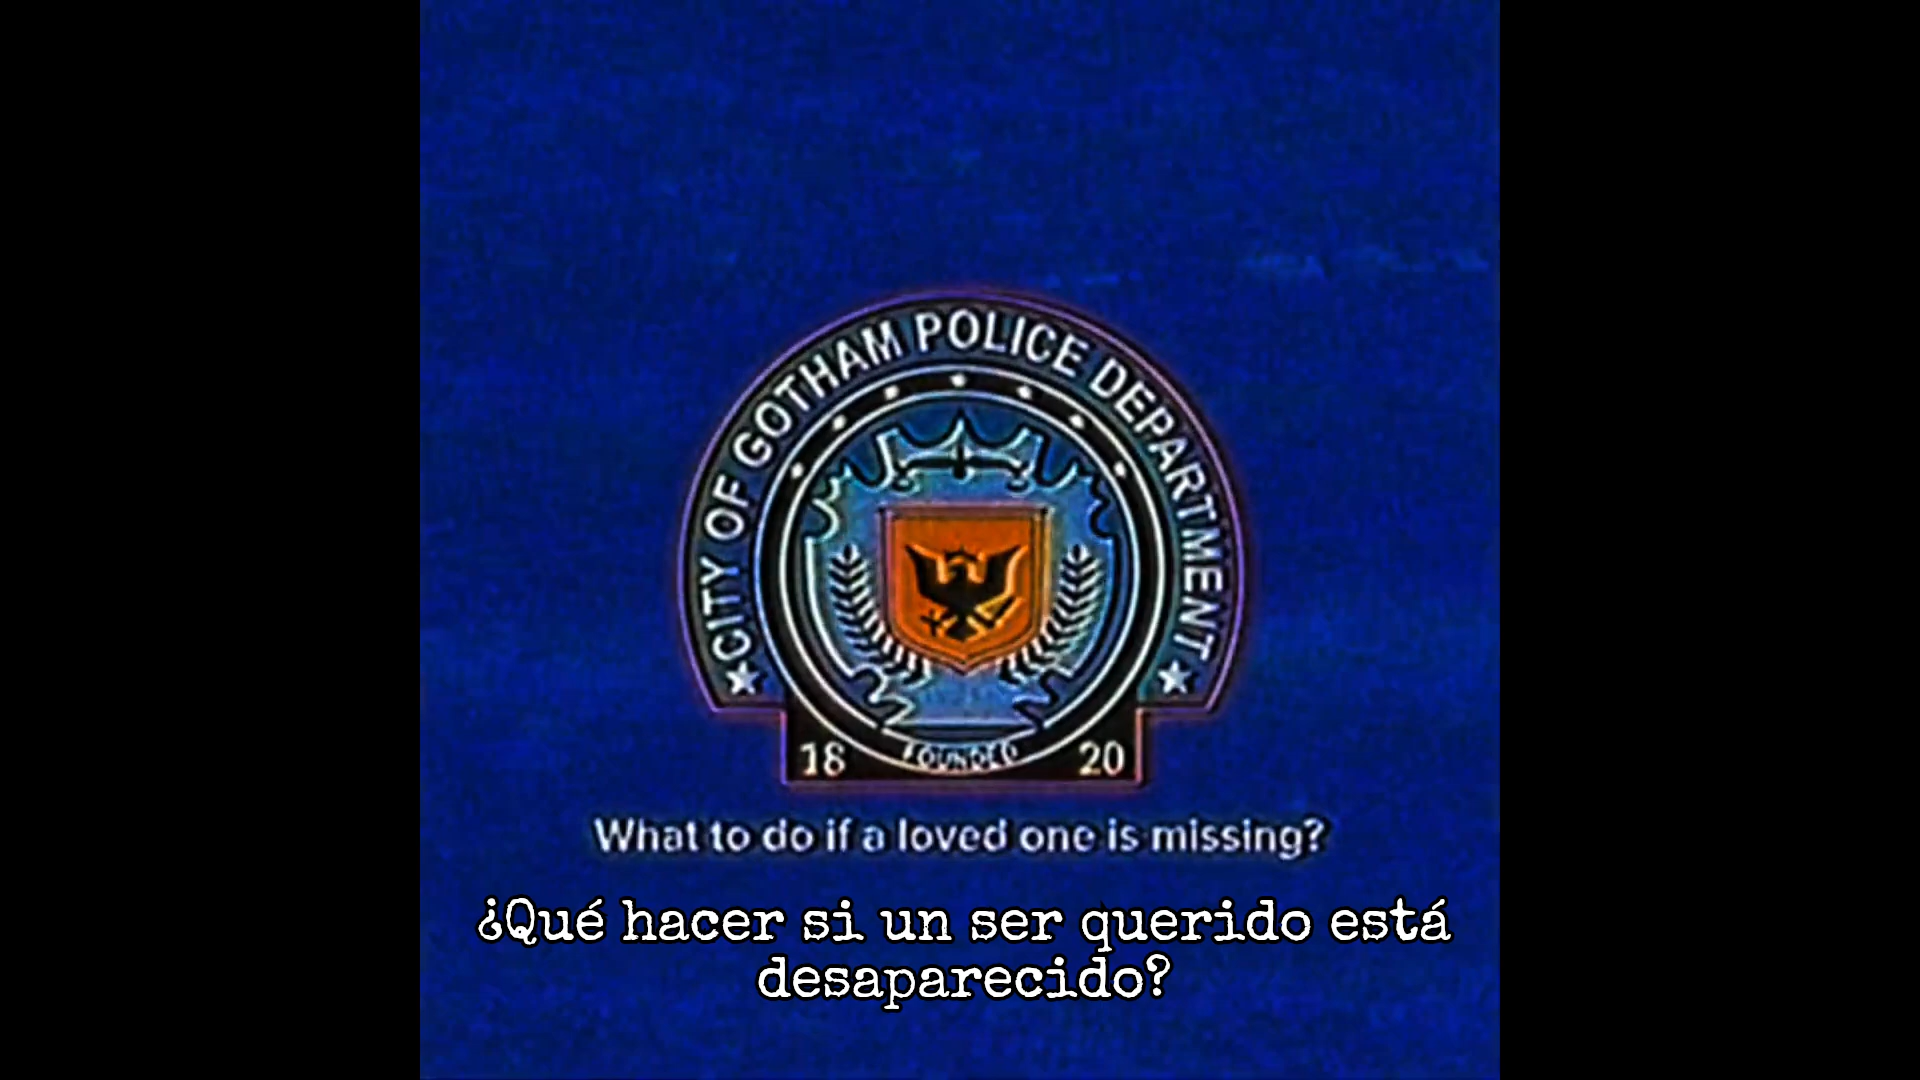 CITY OF GOTHAM POLICE DEPARTMENT
18 FOUNDED 20
What to do if a loved one is missing?
¿Qué hacer si un ser querido está
desaparecido?